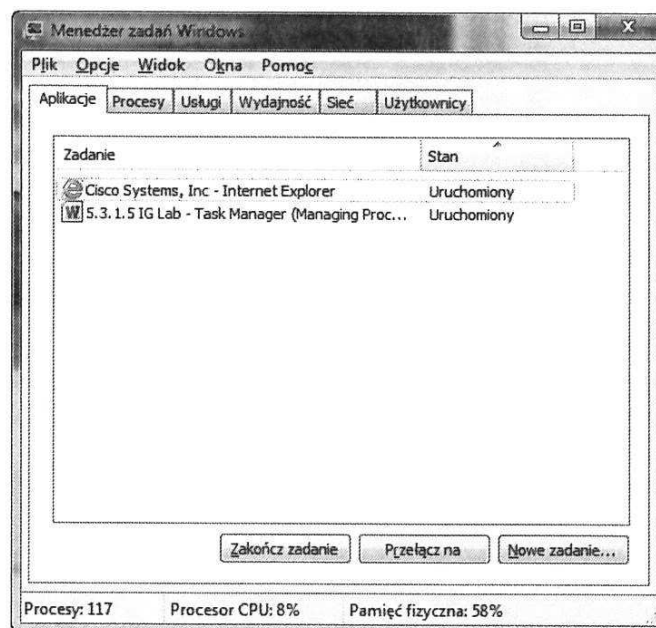 Menedżer zadań Windows
Plik Opcje Widok Okna Pomoc
Aplikacje Procesy Usługi Wydajność Sieć Użytkownicy
Zadanie Stan
Cisco Systems, Inc - Internet Explorer Uruchomiony
5.3.1.5 IG Lab - Task Manager (Managing Proc... Uruchomiony
Zakończ zadanie Przełącz na Nowe zadanie...
Procesy: 117 Procesor CPU: 8% Pamięć fizyczna: 58%